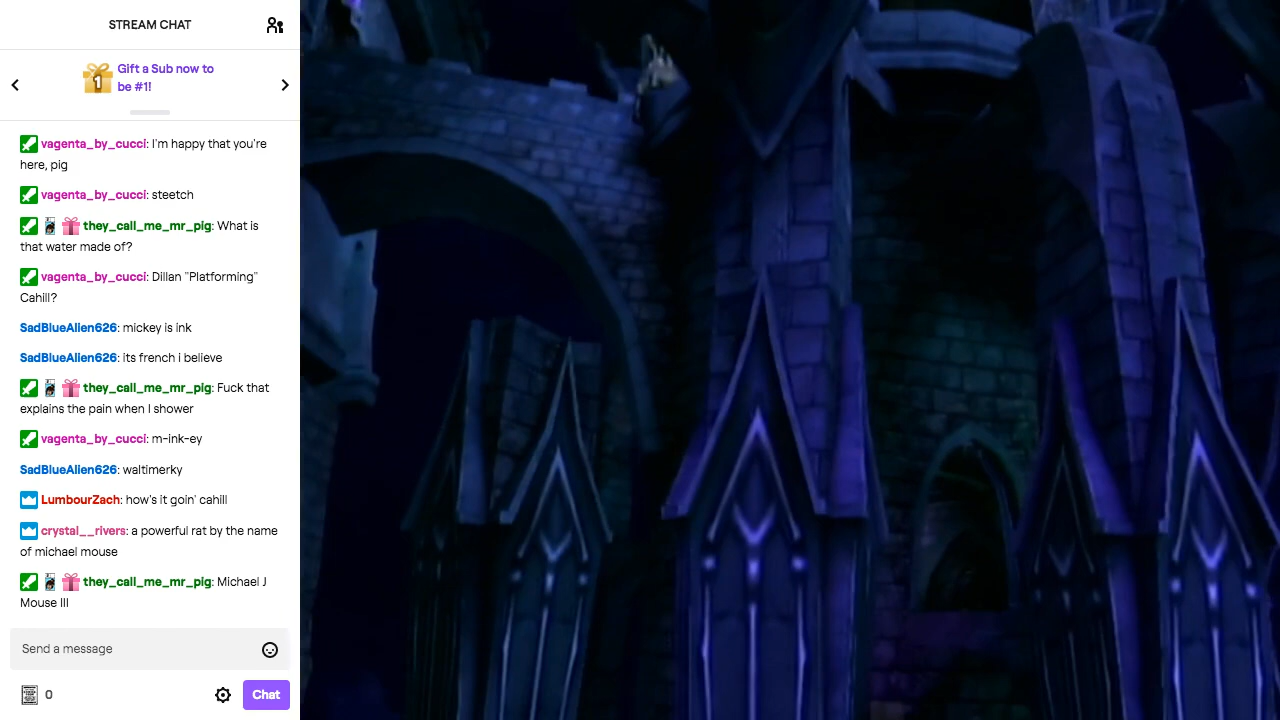 STREAM CHAT
1
Gift a Sub now to
be #1!
vagenta_by_cucci: I'm happy that you're
here, pig
vagenta_by_cucci: steetch
they_call_me_mr_pig: What is
that water made of?
vagenta_by_cucci: Dillan "Platforming"
Cahill?
SadBlueAlien626: mickey is ink
SadBlueAlien626: its french i believe
they_call_me_mr_pig: Fuck that
explains the pain when I shower
vagenta_by_cucci: m-ink-ey
SadBlueAlien626: waltimerky
LumbourZach: how's it goin' cahill
crystal__rivers: a powerful rat by the name
of michael mouse
they_call_me_mr_pig: Michael J
Mouse III
Send a message
0
Chat